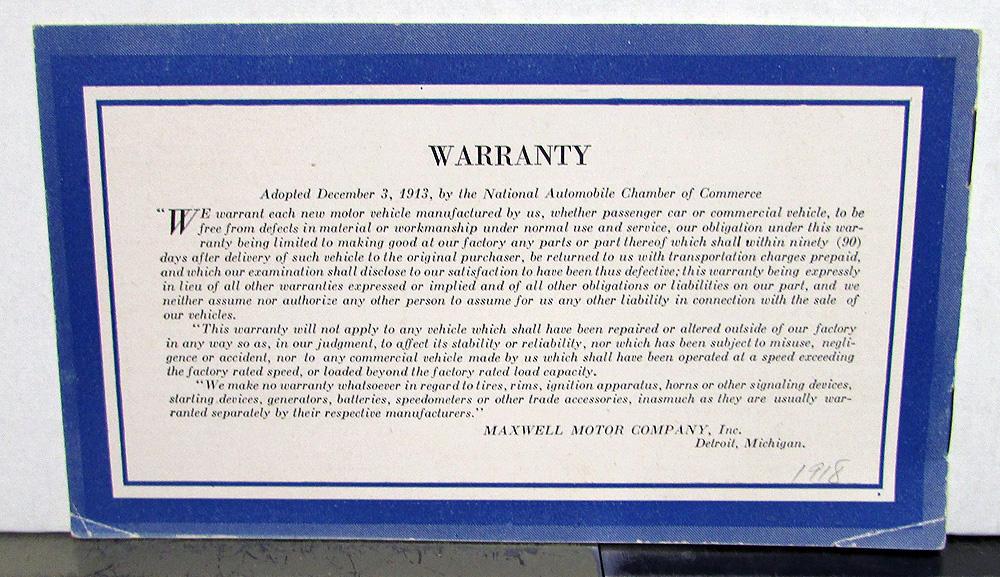 WARRANTY
Adopted December 3, 1913, by the National Automobile Chamber of Commerce
"WE warrant each new motor vehicle manufactured by us, whether passenger car or commercial vehicle, to be
free from defects in material or workmanship under normal use and service, our obligation under this war-
ranty being limited to making good at our factory any parts or part thereof which shall within ninety (90)
days after delivery of such vehicle to the original purchaser, be returned to us with transportation charges prepaid,
and which our examination shall disclose to our satisfaction to have been thus defective; this warranty being expressly
in lieu of all other warranties expressed or implied and of all other obligations or liabilities on our part, and we
neither assume nor authorize any other person to assume for us any other liability in connection with the sale of
our vehicles.
"This warranty will not apply to any vehicle which shall have been repaired or altered outside of our factory
in any way so as, in our judgment, to affect its stability or reliability, nor which has been subject to misuse, negli-
gence or accident, nor to any commercial vehicle made by us which shall have been operated at a speed exceeding
the factory rated speed, or loaded beyond the factory rated load capacity.
"We make no warranty whatsoever in regard to tires, rims, ignition apparatus, horns or other signaling devices,
starting devices, generators, batteries, speedometers or other trade accessories, inasmuch as they are usually war-
ranted separately by their respective manufacturers."
MAXWELL MOTOR COMPANY, Inc.
Detroit, Michigan.
1918